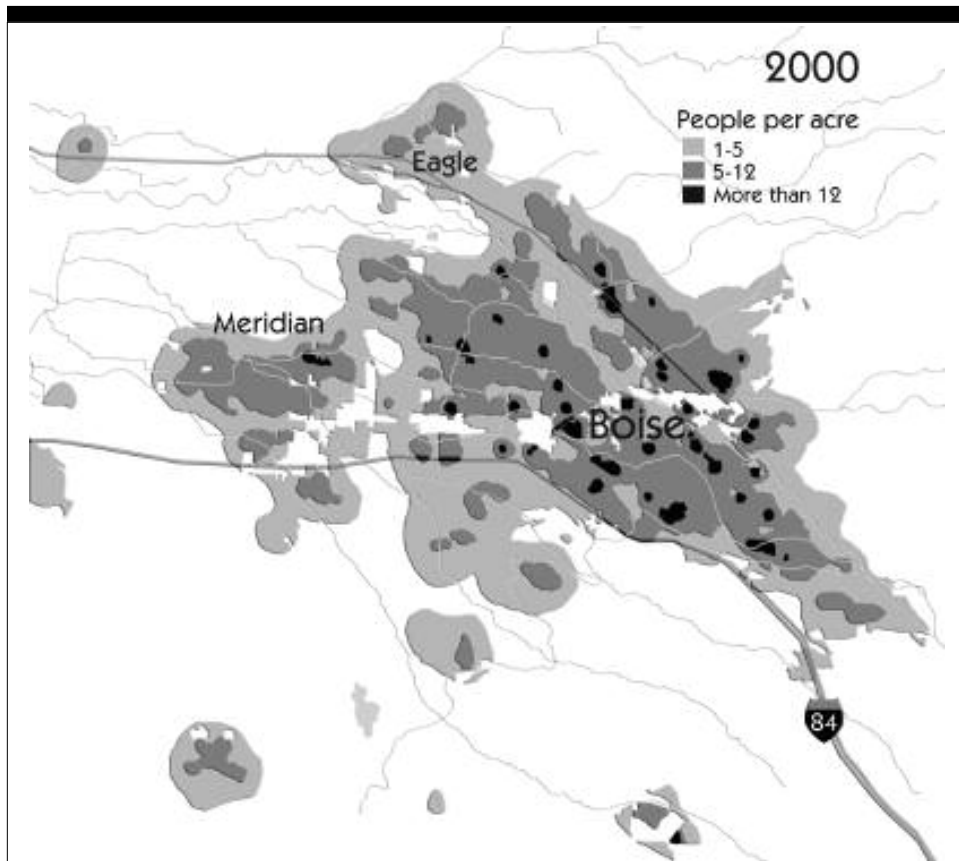 2000
People per acre
1-5
5-12
More than 12
Eagle
Meridian
Boise
84